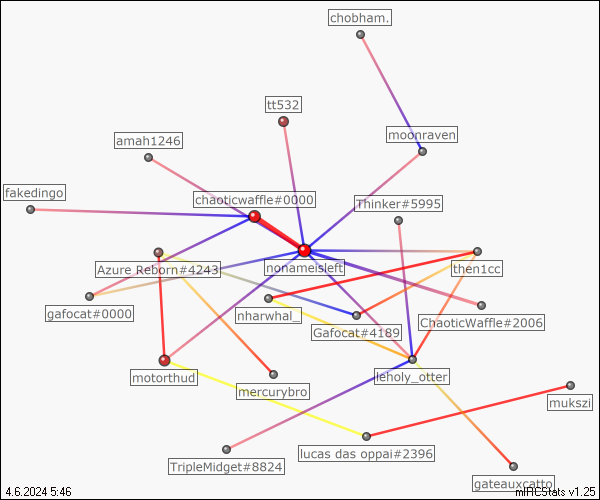 chobham.
tt532
moonraven
amah1246
fakedingo
chaoticwaffle#0000
Thinker#5995
Azure Reborn#4243
nonameisleft
then1cc
gafocat#0000
nharwhal_
Gafocat#4189
ChaoticWaffle#2006
motorthud
mercurybro
leholy_otter
mukszi
lucas das oppai#2396
TripleMidget#8824
gateauxcatto
4.6.2024 5:46
mIRCStats v1.25